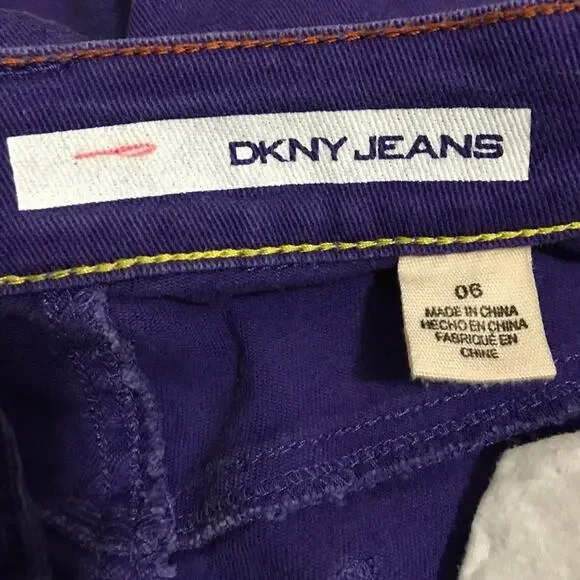 DKNY JEANS
06
MADE IN CHINA
HECHO EN CHINA
FABRIQUÉ EN
CHINE